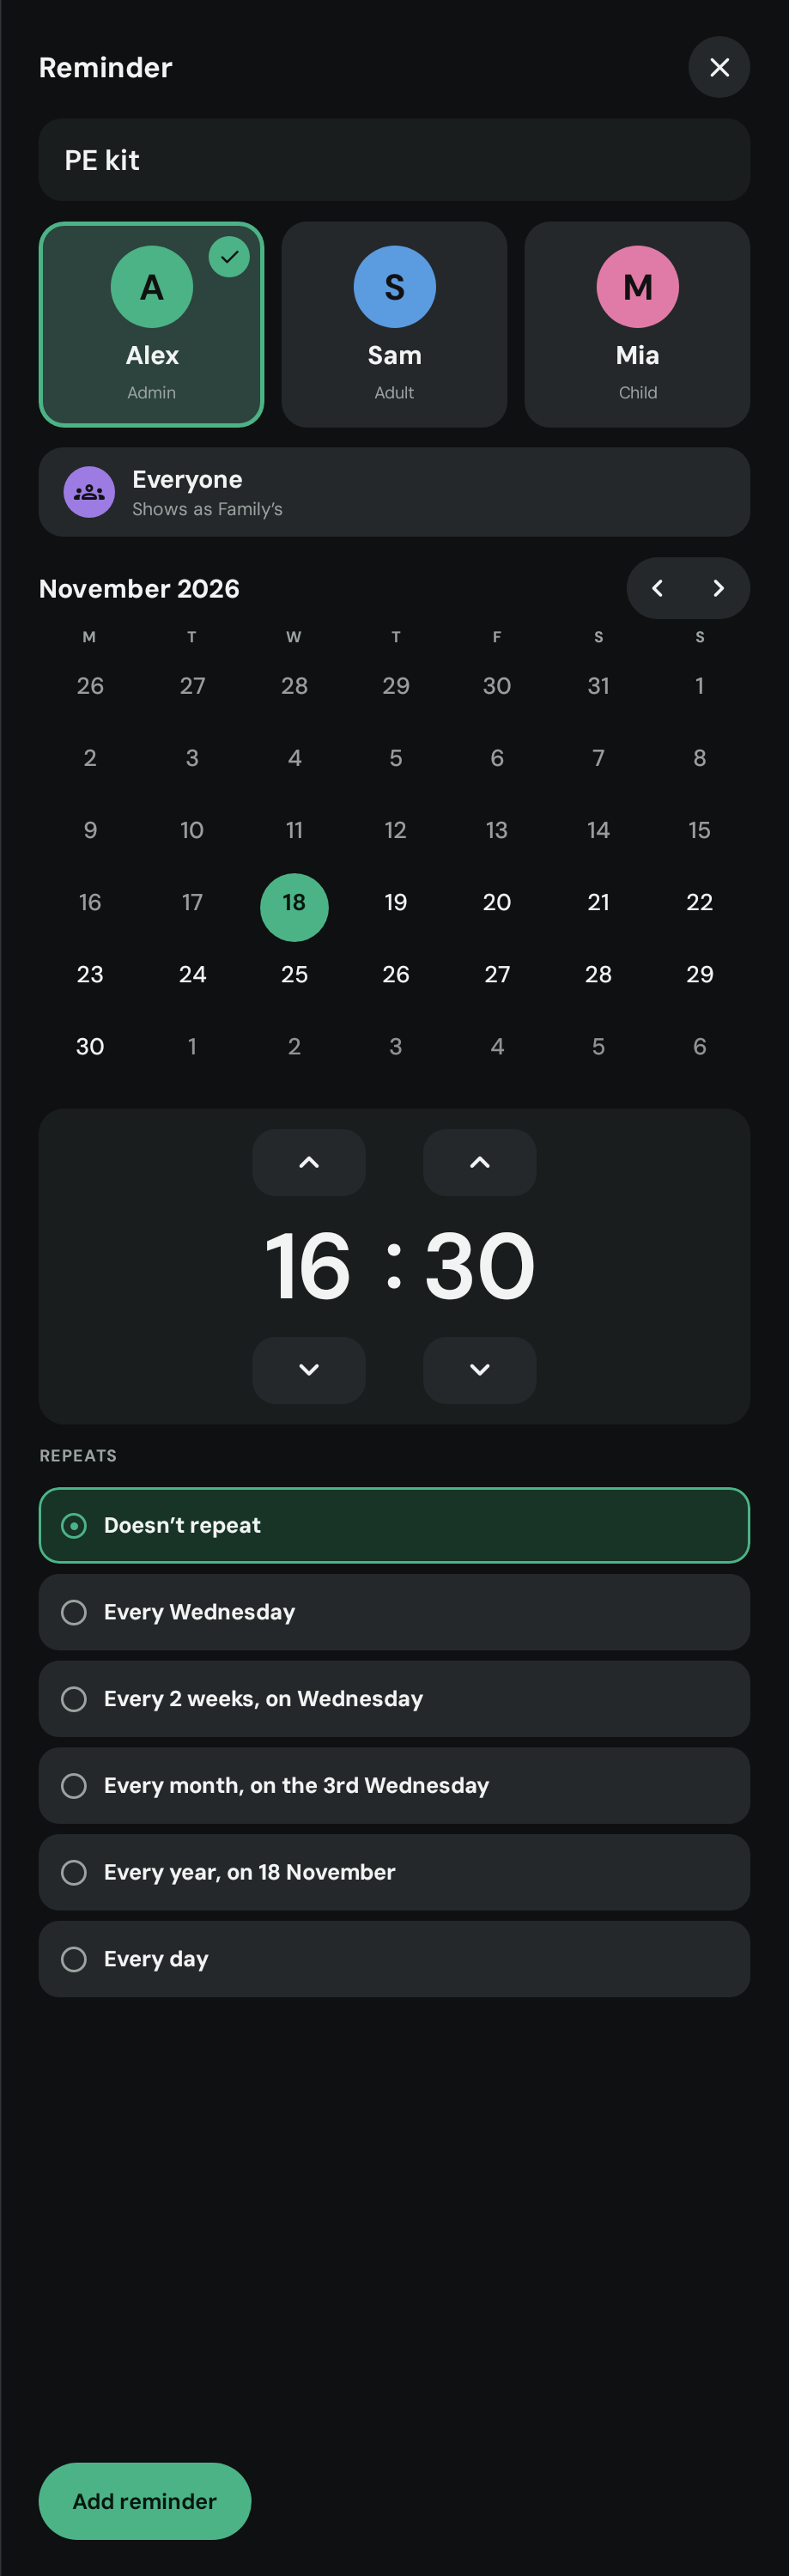 Reminder
PE kit
A
S
M
Alex
Sam
Mia
Admin
Adult
Child
Everyone
Shows as Family’s
November 2026
M T W T F S S
26 27 28 29 30 31 1
2 3 4 5 6 7 8
9 10 11 12 13 14 15
16 17 18 19 20 21 22
23 24 25 26 27 28 29
30 1 2 3 4 5 6
16 : 30
REPEATS
Doesn’t repeat
Every Wednesday
Every 2 weeks, on Wednesday
Every month, on the 3rd Wednesday
Every year, on 18 November
Every day
Add reminder